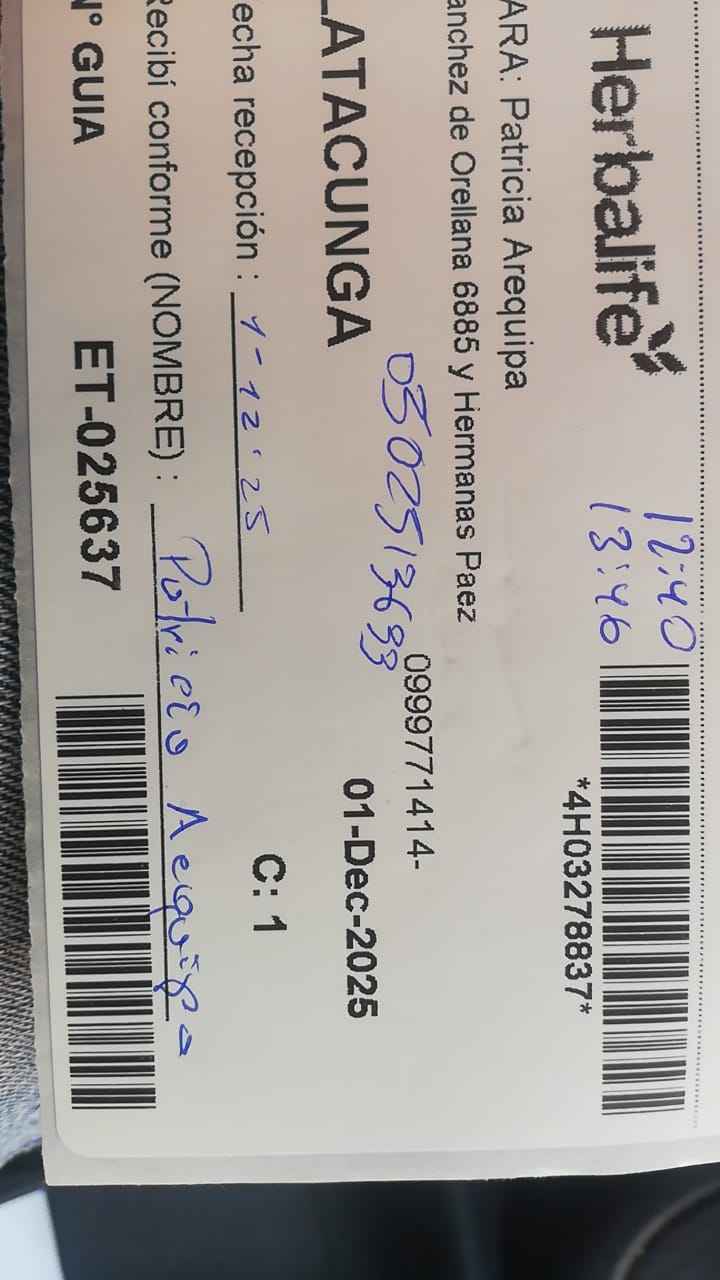 Herbalife
12:40
13:46
*4H03278837*
ARA: Patricia Arequipa
anchez de Orellana 6885 y Hermanas Paez
0999771414-
0502513693
LATACUNGA
01-Dec-2025
echa recepción : 1-12'25
C: 1
Recibí conforme (NOMBRE) : Patricia Arequipa
N° GUIA ET-025637